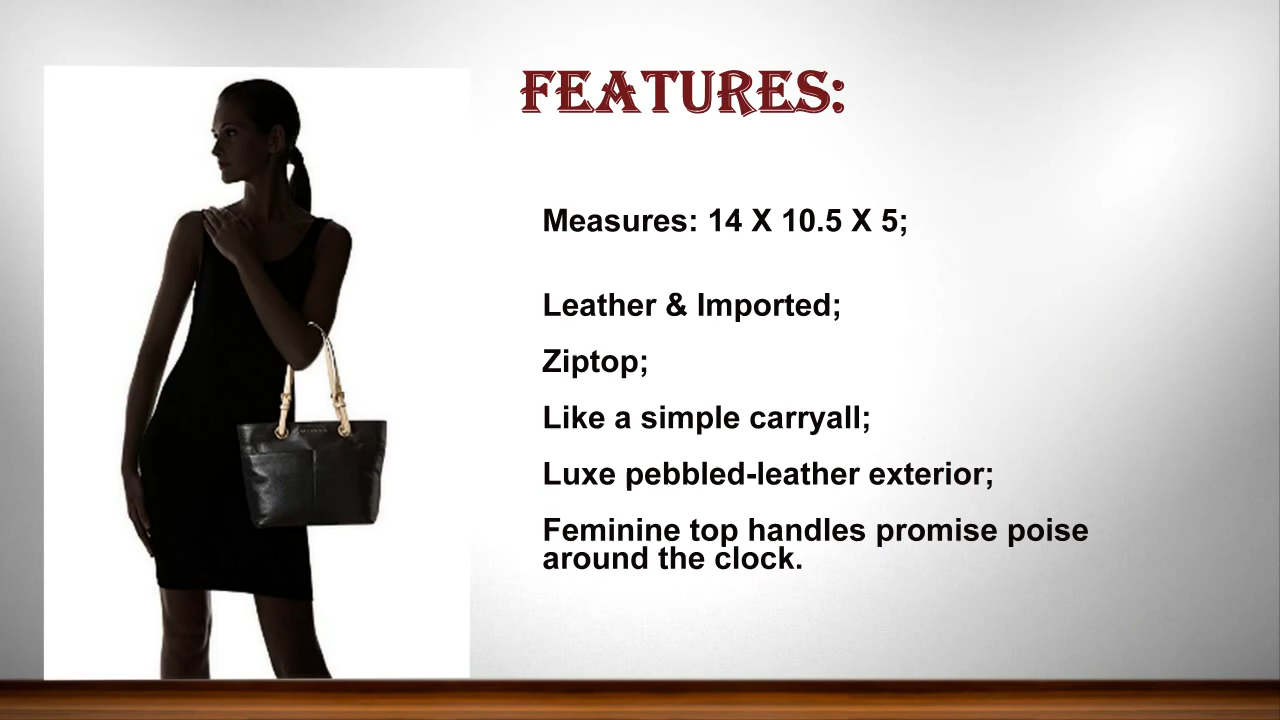 FEATURES:
Measures: 14 X 10.5 X 5;
Leather & Imported;
Ziptop;
Like a simple carryall;
Luxe pebbled-leather exterior;
Feminine top handles promise poise
around the clock.